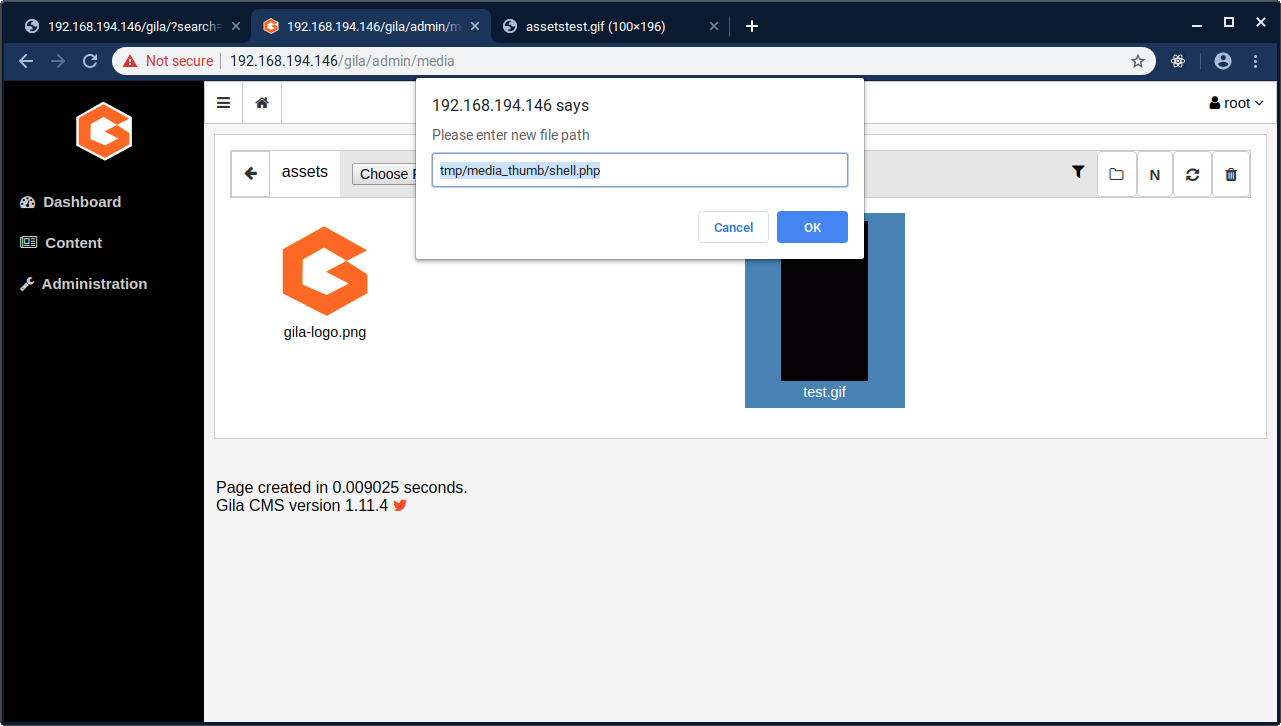 192.168.194.146/gila/?search=
192.168.194.146/gila/admin/m
assetstest.gif (100×196)
Not secure
192.168.194.146/gila/admin/media
192.168.194.146 says
Please enter new file path
tmp/media_thumb/shell.php
Cancel
OK
root
assets
Choose F
N
Dashboard
Content
Administration
gila-logo.png
test.gif
Page created in 0.009025 seconds.
Gila CMS version 1.11.4